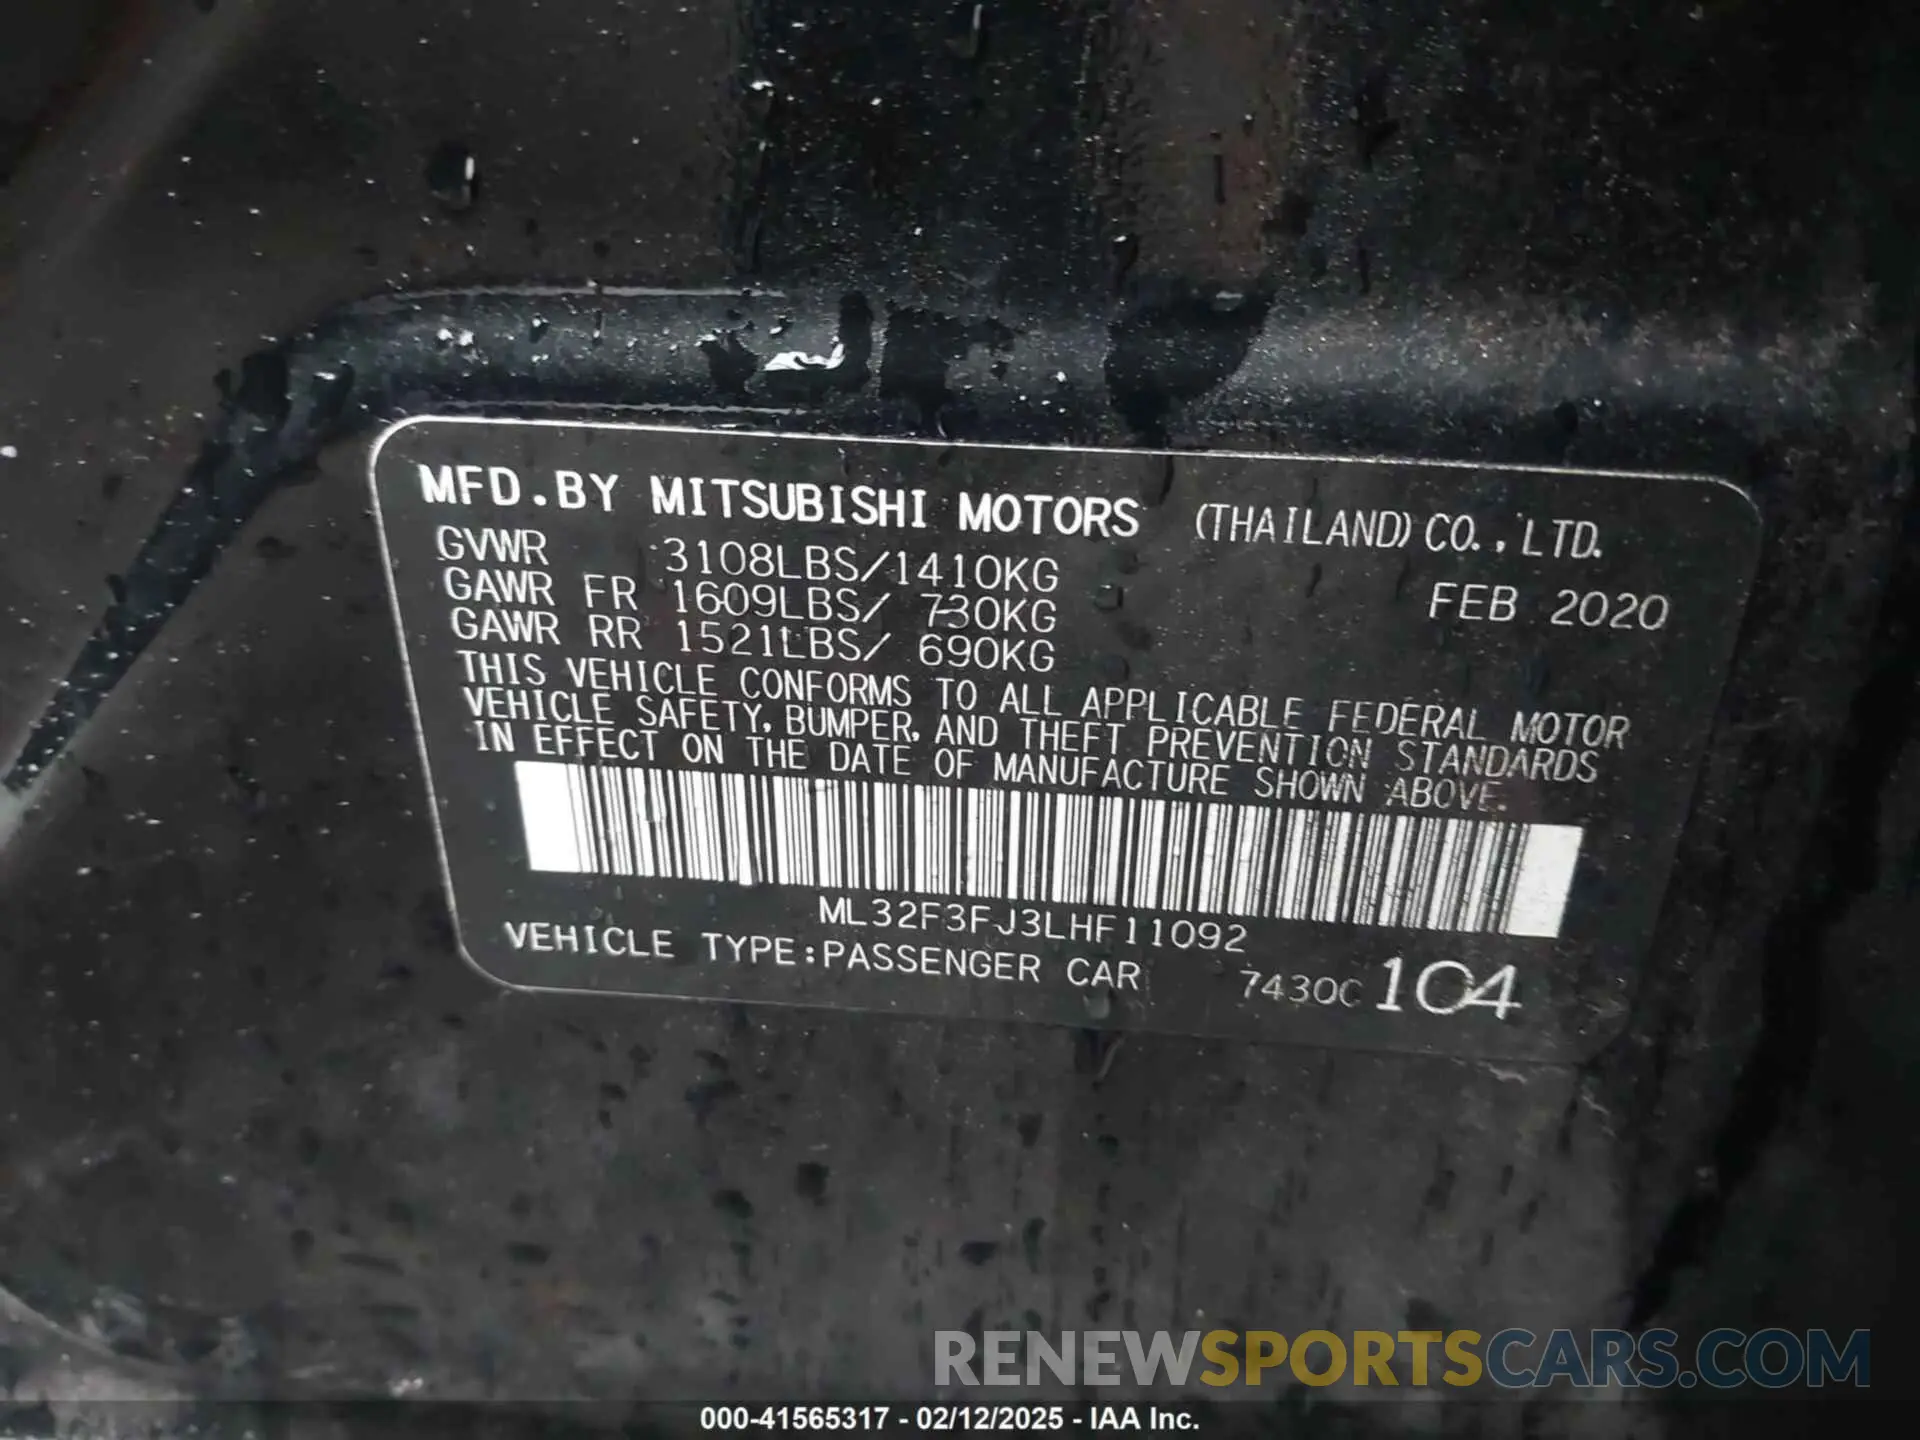 MFD.BY MITSUBISHI MOTORS (THAILAND) CO., LTD.
GVWR :3108LBS/1410KG
FEB 2020
GAWR FR 1609LBS/ 730KG
GAWR RR 1521LBS/ 690KG
THIS VEHICLE CONFORMS TO ALL APPLICABLE FEDERAL MOTOR
VEHICLE SAFETY, BUMPER, AND THEFT PREVENTION STANDARDS
IN EFFECT ON THE DATE OF MANUFACTURE SHOWN ABOVE.
ML32F3FJ3LHF11092
VEHICLE TYPE:PASSENGER CAR 7430C 104
RENEWSPORTSCARS.COM
000-41565317 - 02/12/2025 - IAA Inc.